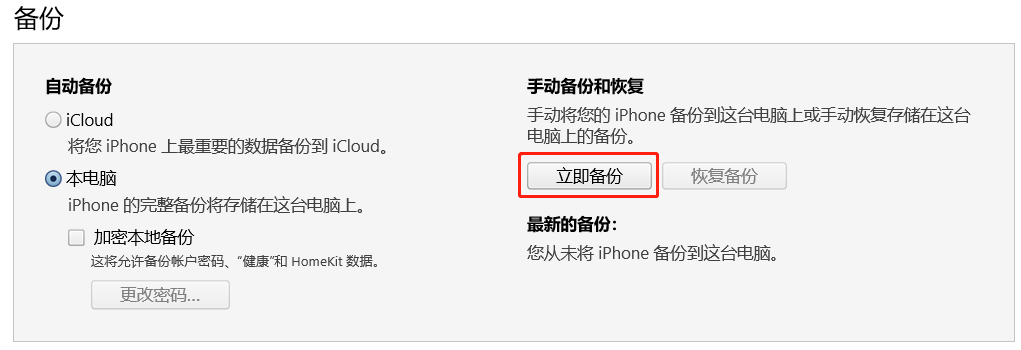 备份
自动备份
iCloud
将您 iPhone 上最重要的数据备份到 iCloud。
本电脑
iPhone 的完整备份将存储在这台电脑上。
加密本地备份
这将允许备份帐户密码、“健康”和 HomeKit 数据。
更改密码...
手动备份和恢复
手动将您的 iPhone 备份到这台电脑上或手动恢复存储在这台
电脑上的备份。
立即备份
恢复备份
最新的备份：
您从未将 iPhone 备份到这台电脑。